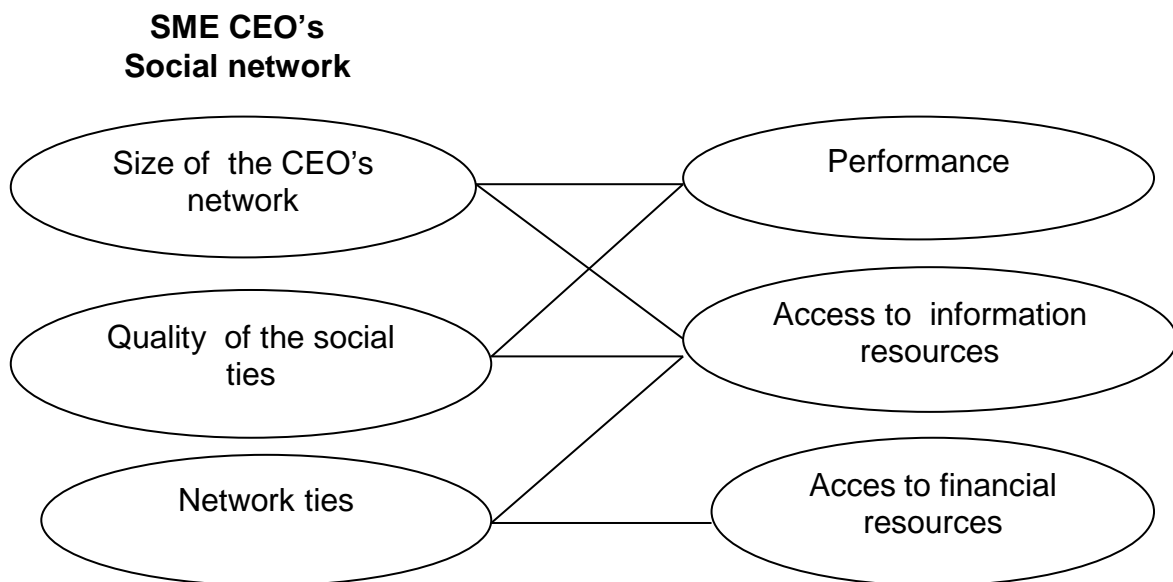 SME CEO’s
Social network
Size of the CEO’s
network
Performance
Quality of the social
ties
Access to information
resources
Network ties
Acces to financial
resources